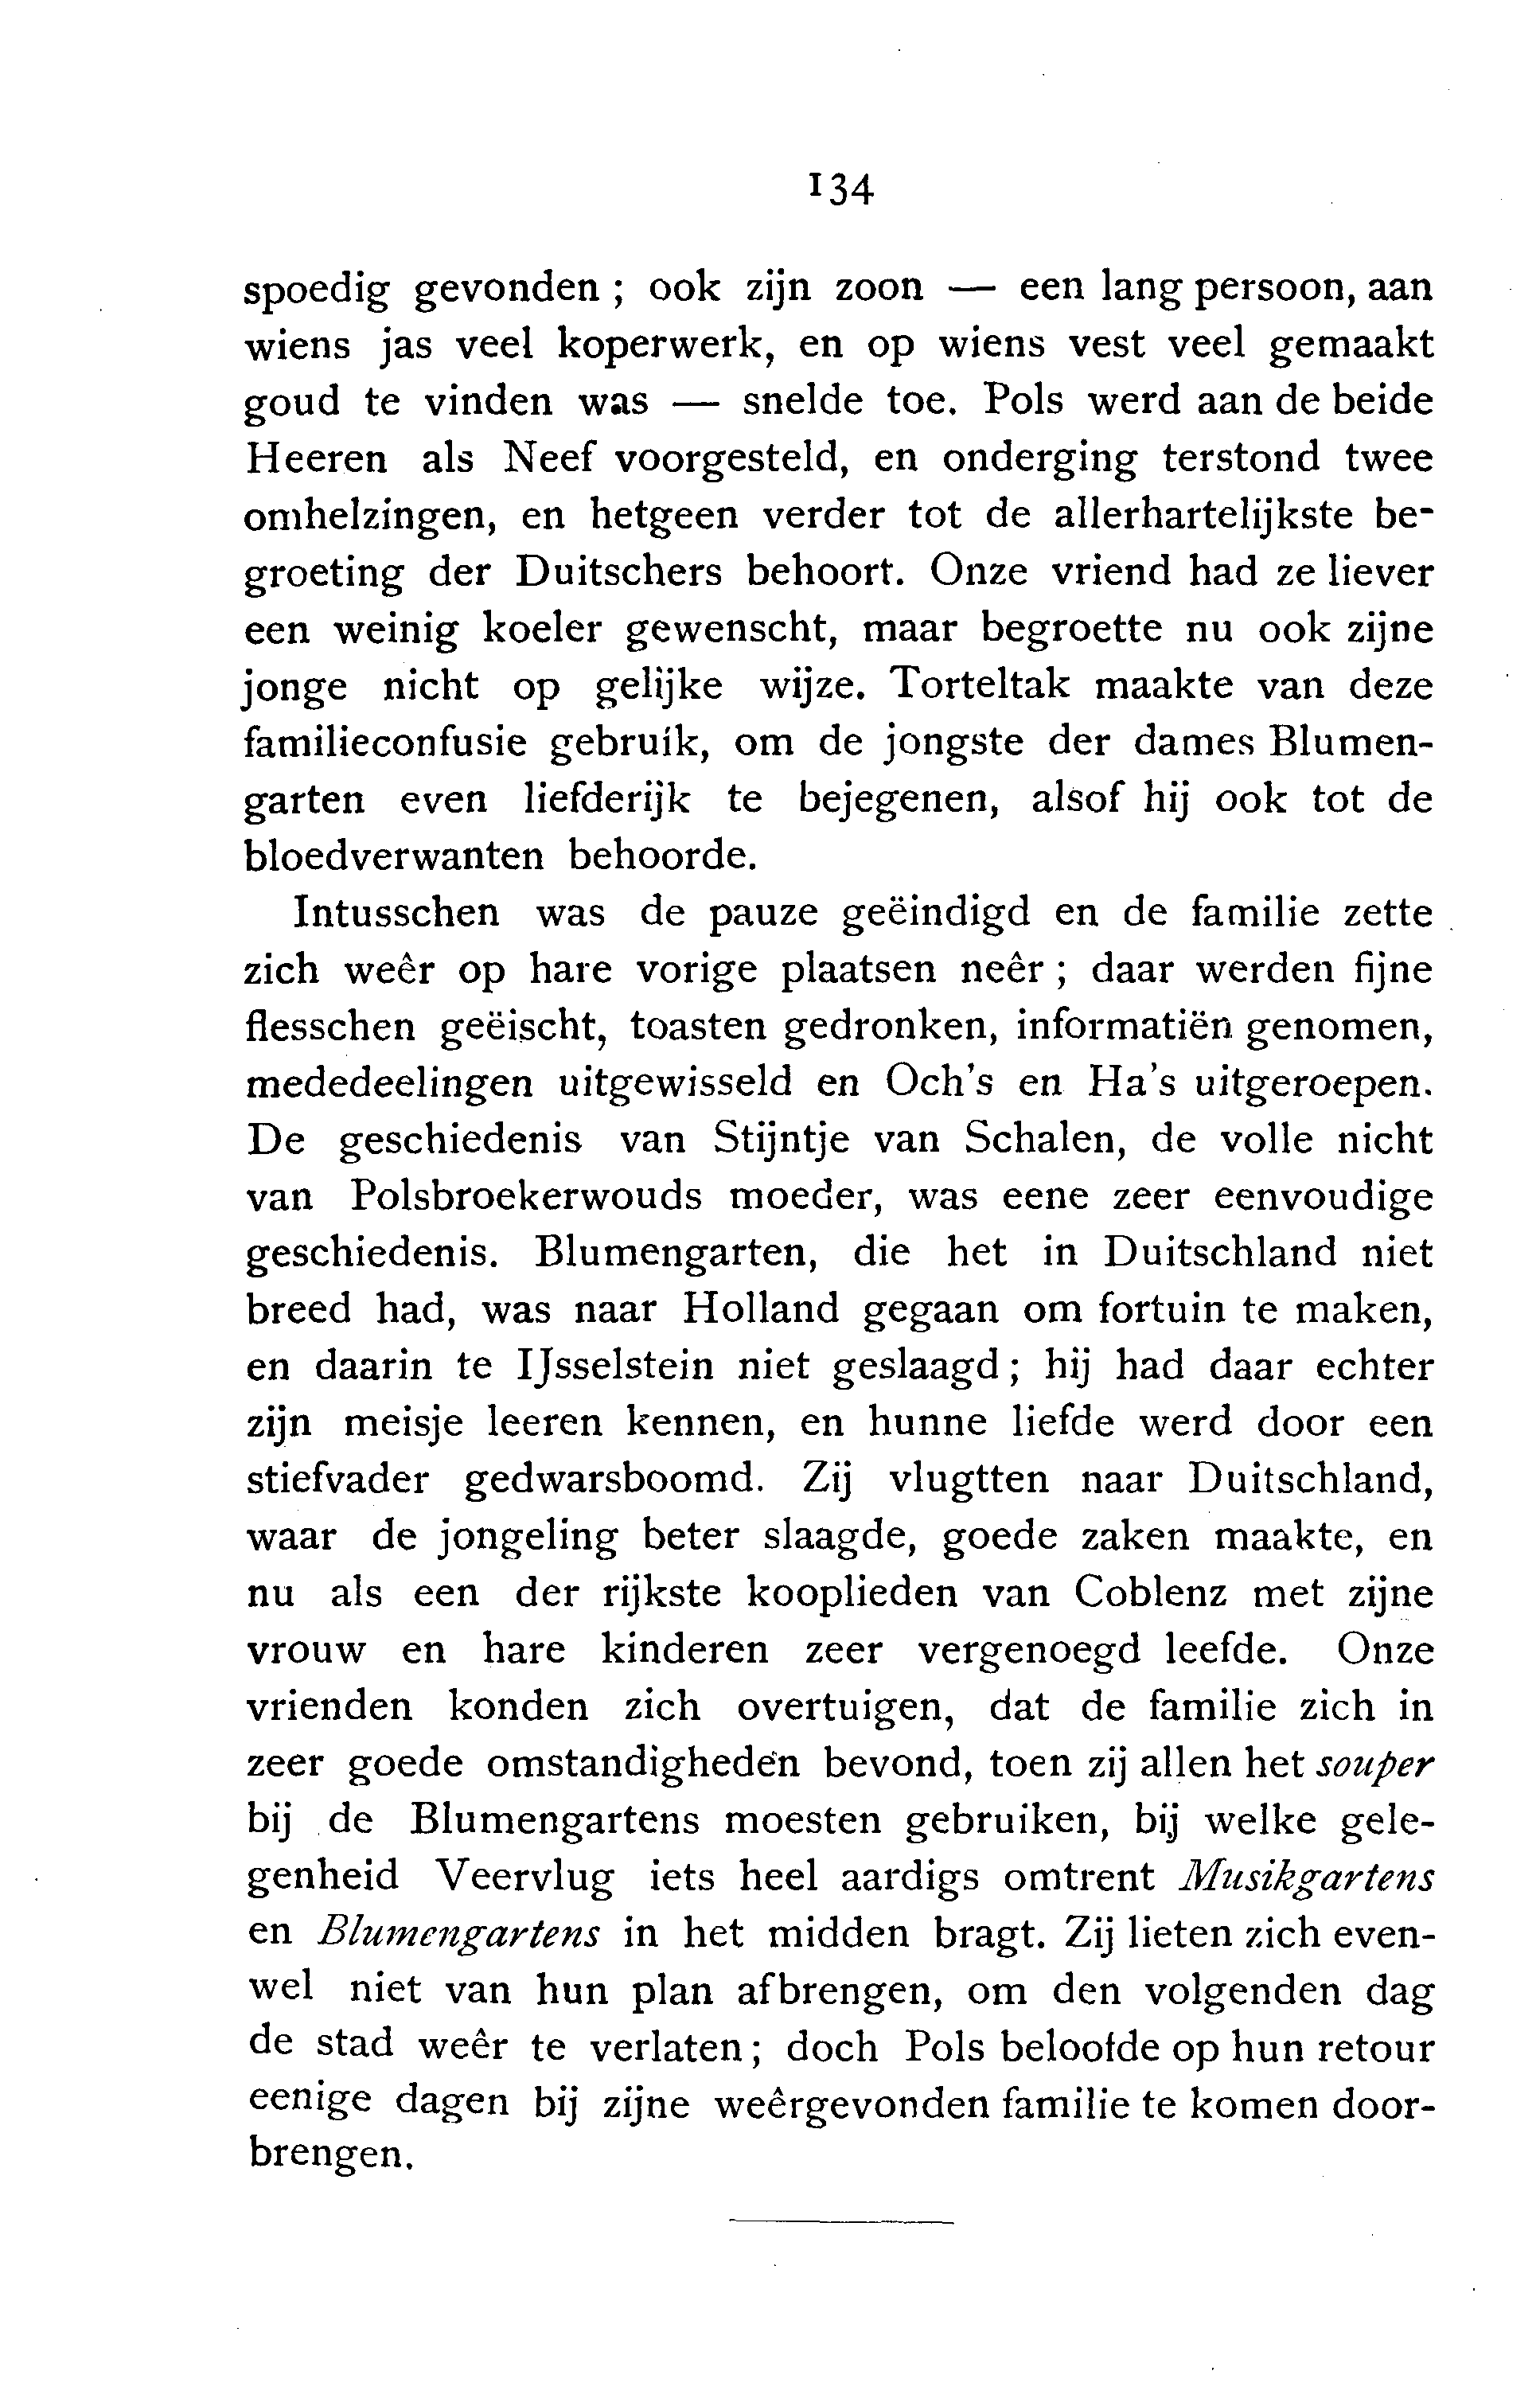 134
spoedig gevonden ; ook zijn zoon — een lang persoon, aan
wiens jas veel koperwerk, en op wiens vest veel gemaakt
goud te vinden was — snelde toe. Pols werd aan de beide
Heeren als Neef voorgesteld, en onderging terstond twee
omhelzingen, en hetgeen verder tot de allerhartelijkste be-
groeting der Duitschers behoort. Onze vriend had ze liever
een weinig koeler gewenscht, maar begroette nu ook zijne
jonge nicht op gelijke wijze. Torteltak maakte van deze
familieconfusie gebruik, om de jongste der dames Blumen-
garten even liefderijk te bejegenen, alsof hij ook tot de
bloedverwanten behoorde.
Intusschen was de pauze geëindigd en de familie zette
zich weêr op hare vorige plaatsen neêr ; daar werden fijne
flesschen geëischt, toasten gedronken, informatiën genomen,
mededeelingen uitgewisseld en Och's en Ha's uitgeroepen.
De geschiedenis van Stijntje van Schalen, de volle nicht
van Polsbroekerwouds moeder, was eene zeer eenvoudige
geschiedenis. Blumengarten, die het in Duitschland niet
breed had, was naar Holland gegaan om fortuin te maken,
en daarin te IJsselstein niet geslaagd ; hij had daar echter
zijn meisje leeren kennen, en hunne liefde werd door een
stiefvader gedwarsboomd. Zij vlugtten naar Duitschland,
waar de jongeling beter slaagde, goede zaken maakte, en
nu als een der rijkste kooplieden van Coblenz met zijne
vrouw en hare kinderen zeer vergenoegd leefde. Onze
vrienden konden zich overtuigen, dat de familie zich in
zeer goede omstandigheden bevond, toen zij allen het souper
bij de Blumengartens moesten gebruiken, bij welke gele-
genheid Veervlug iets heel aardigs omtrent Musikgartens
en Blumengartens in het midden bragt. Zij lieten zich even-
wel niet van hun plan afbrengen, om den volgenden dag
de stad weêr te verlaten ; doch Pols beloofde op hun retour
eenige dagen bij zijne weêrgevonden familie te komen door-
brengen.